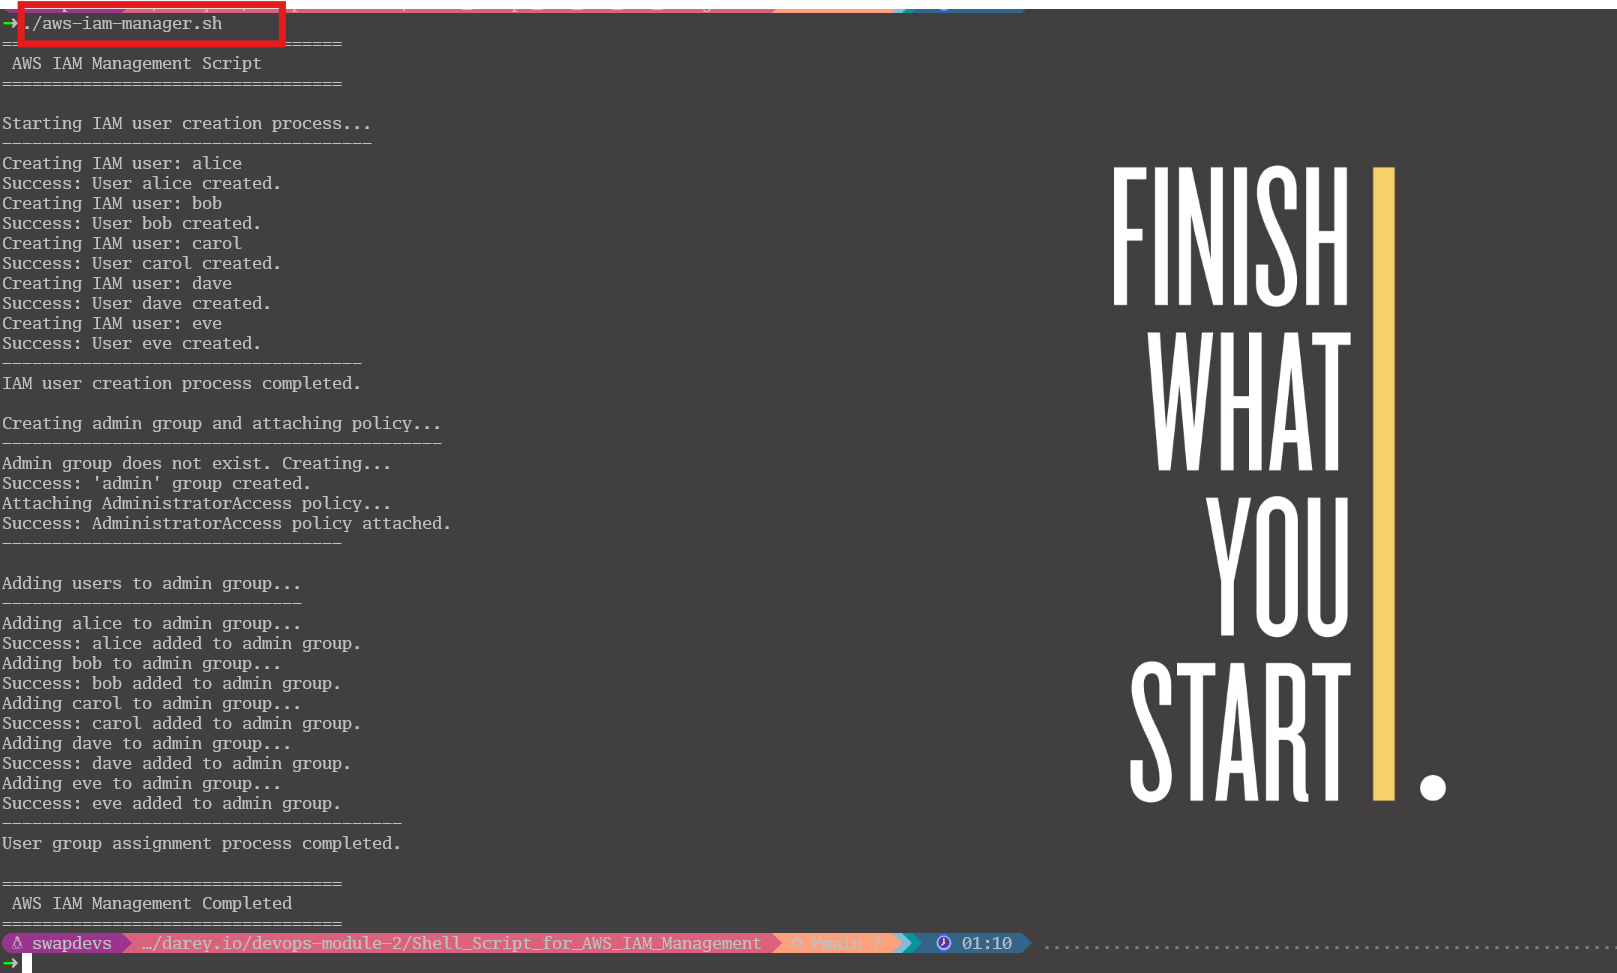 ./aws-iam-manager.sh
==================================
AWS IAM Management Script
==================================
Starting IAM user creation process...
-------------------------------------
Creating IAM user: alice
Success: User alice created.
Creating IAM user: bob
Success: User bob created.
Creating IAM user: carol
Success: User carol created.
Creating IAM user: dave
Success: User dave created.
Creating IAM user: eve
Success: User eve created.
------------------------------------
IAM user creation process completed.
Creating admin group and attaching policy...
--------------------------------------------
Admin group does not exist. Creating...
Success: 'admin' group created.
Attaching AdministratorAccess policy...
Success: AdministratorAccess policy attached.
----------------------------------
Adding users to admin group...
------------------------------
Adding alice to admin group...
Success: alice added to admin group.
Adding bob to admin group...
Success: bob added to admin group.
Adding carol to admin group...
Success: carol added to admin group.
Adding dave to admin group...
Success: dave added to admin group.
Adding eve to admin group...
Success: eve added to admin group.
----------------------------------------
User group assignment process completed.
==================================
AWS IAM Management Completed
==================================
swapdevs …/darey.io/devops-module-2/Shell_Script_for_AWS_IAM_Management main ? 01:10
FINISH
WHAT
YOU
START.